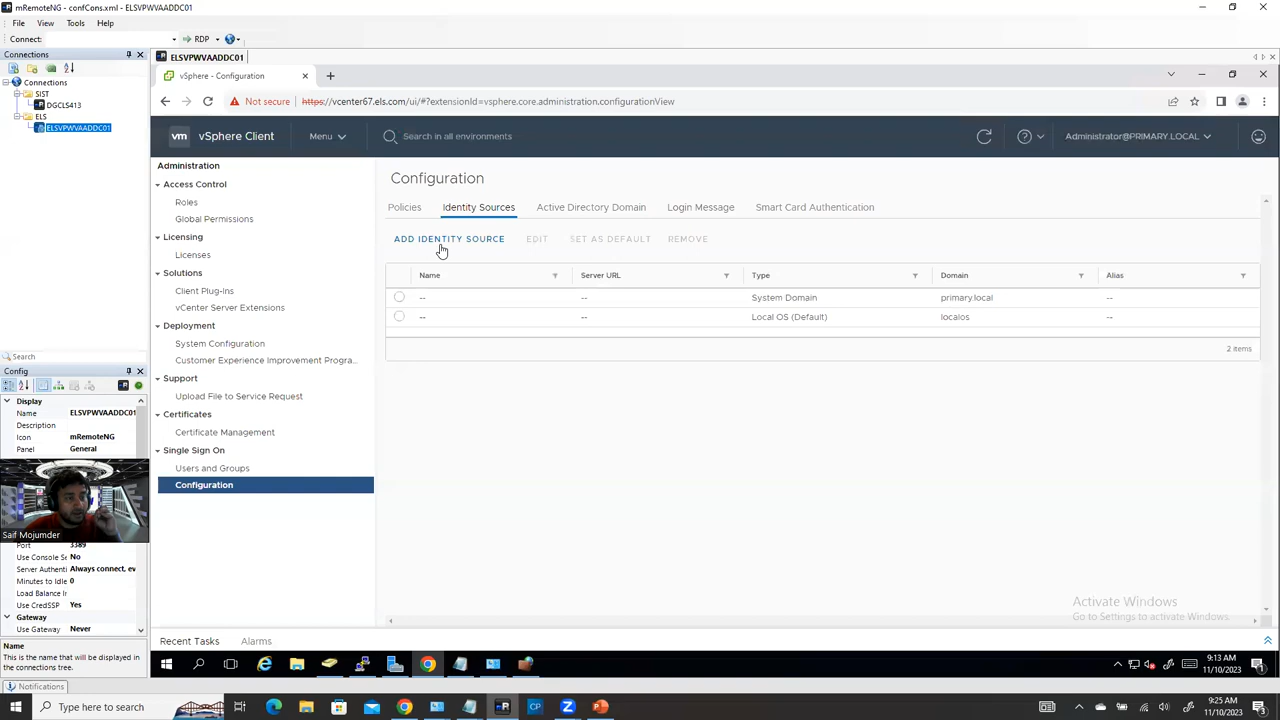 mRemoteNG - confCons.xml - ELSVPWVAADDC01
File View Tools Help
Connect: RDP
Connections
Connections
SIST
DGCLS413
ELS
ELSVPWVAADDC01
Search
Config
Display
Name ELSVPWVAADDC01
Description
Icon mRemoteNG
Panel General
Saif Mojumder
Port 3389
Use Console Se No
Server Authenti Always connect, ev
Minutes to Idle 0
Load Balance In
Use CredSSP Yes
Gateway
Use Gateway Never
Name
This is the name that will be displayed in
the connections tree.
Notifications
ELSVPWVAADDC01
vSphere - Configuration
Not secure https://vcenter67.els.com/ui/#?extensionId=vsphere.core.administration.configurationView
vm vSphere Client Menu Search in all environments Administrator@PRIMARY.LOCAL
Administration
Access Control
Roles
Global Permissions
Licensing
Licenses
Solutions
Client Plug-Ins
vCenter Server Extensions
Deployment
System Configuration
Customer Experience Improvement Progra...
Support
Upload File to Service Request
Certificates
Certificate Management
Single Sign On
Users and Groups
Configuration
Configuration
Policies Identity Sources Active Directory Domain Login Message Smart Card Authentication
ADD IDENTITY SOURCE EDIT SET AS DEFAULT REMOVE
Name Server URL Type Domain Alias
-- -- System Domain primary.local --
-- -- Local OS (Default) localos --
2 items
Activate Windows
Go to Settings to activate Windows.
Recent Tasks Alarms
9:13 AM
11/10/2023
Type here to search
9:25 AM
11/10/2023